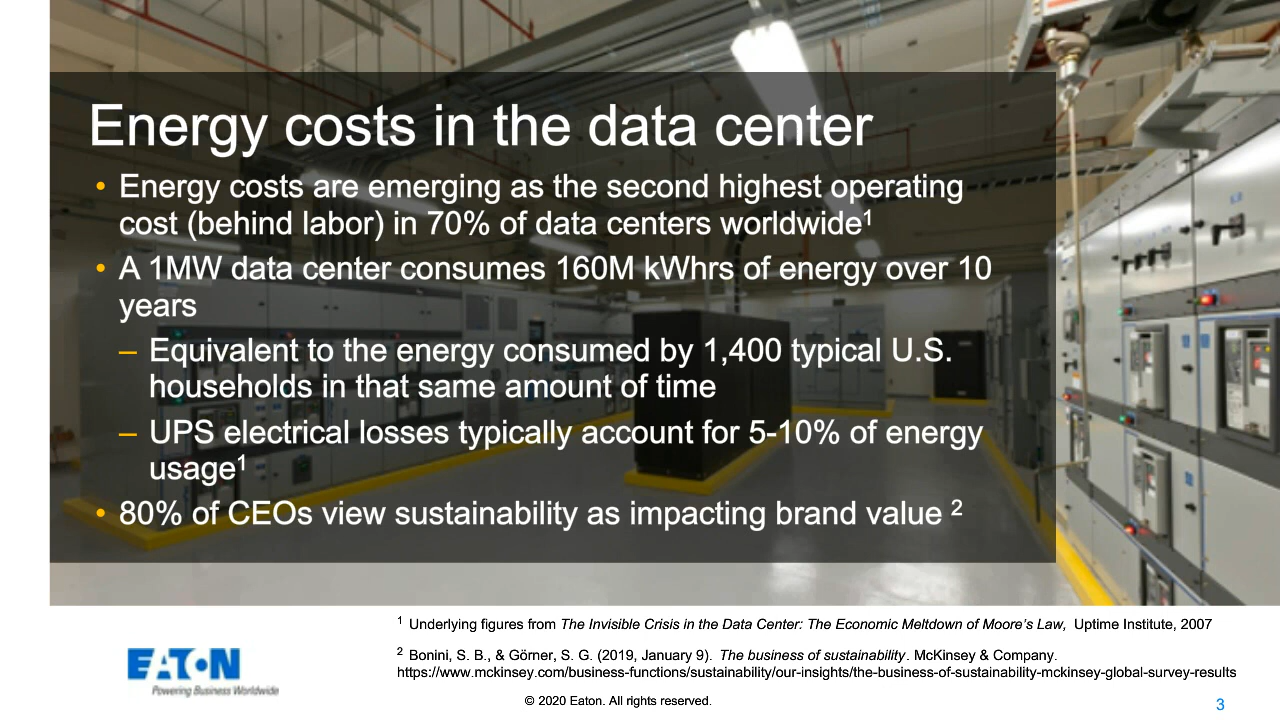 Energy costs in the data center
• Energy costs are emerging as the second highest operating
cost (behind labor) in 70% of data centers worldwide¹
• A 1MW data center consumes 160M kWhrs of energy over 10
years
– Equivalent to the energy consumed by 1,400 typical U.S.
households in that same amount of time
– UPS electrical losses typically account for 5-10% of energy
usage¹
• 80% of CEOs view sustainability as impacting brand value ²
¹ Underlying figures from The Invisible Crisis in the Data Center: The Economic Meltdown of Moore's Law, Uptime Institute, 2007
² Bonini, S. B., & Görner, S. G. (2019, January 9). The business of sustainability. McKinsey & Company.
https://www.mckinsey.com/business-functions/sustainability/our-insights/the-business-of-sustainability-mckinsey-global-survey-results
EATON
Powering Business Worldwide
© 2020 Eaton. All rights reserved.
3